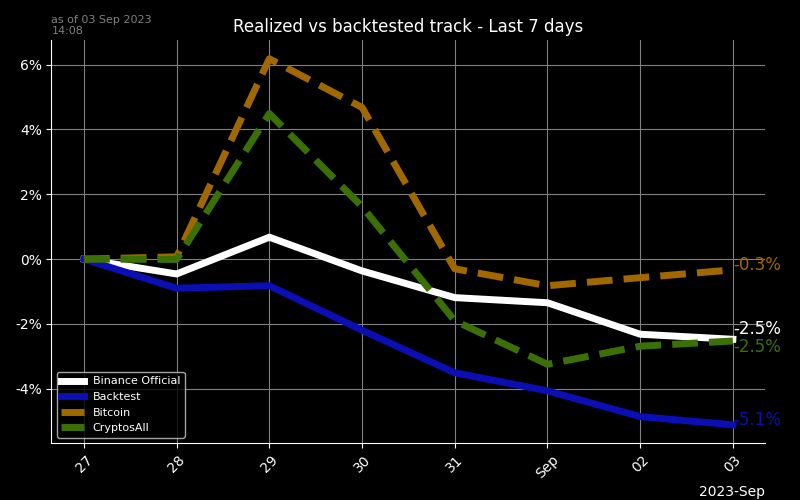 as of 03 Sep 2023
14:08
Realized vs backtested track - Last 7 days
6%
4%
2%
0%
-2%
-4%
-0.3%
-2.5%
-2.5%
-5.1%
Binance Official
Backtest
Bitcoin
CryptosAll
27
28
29
30
31
Sep
02
03
2023-Sep